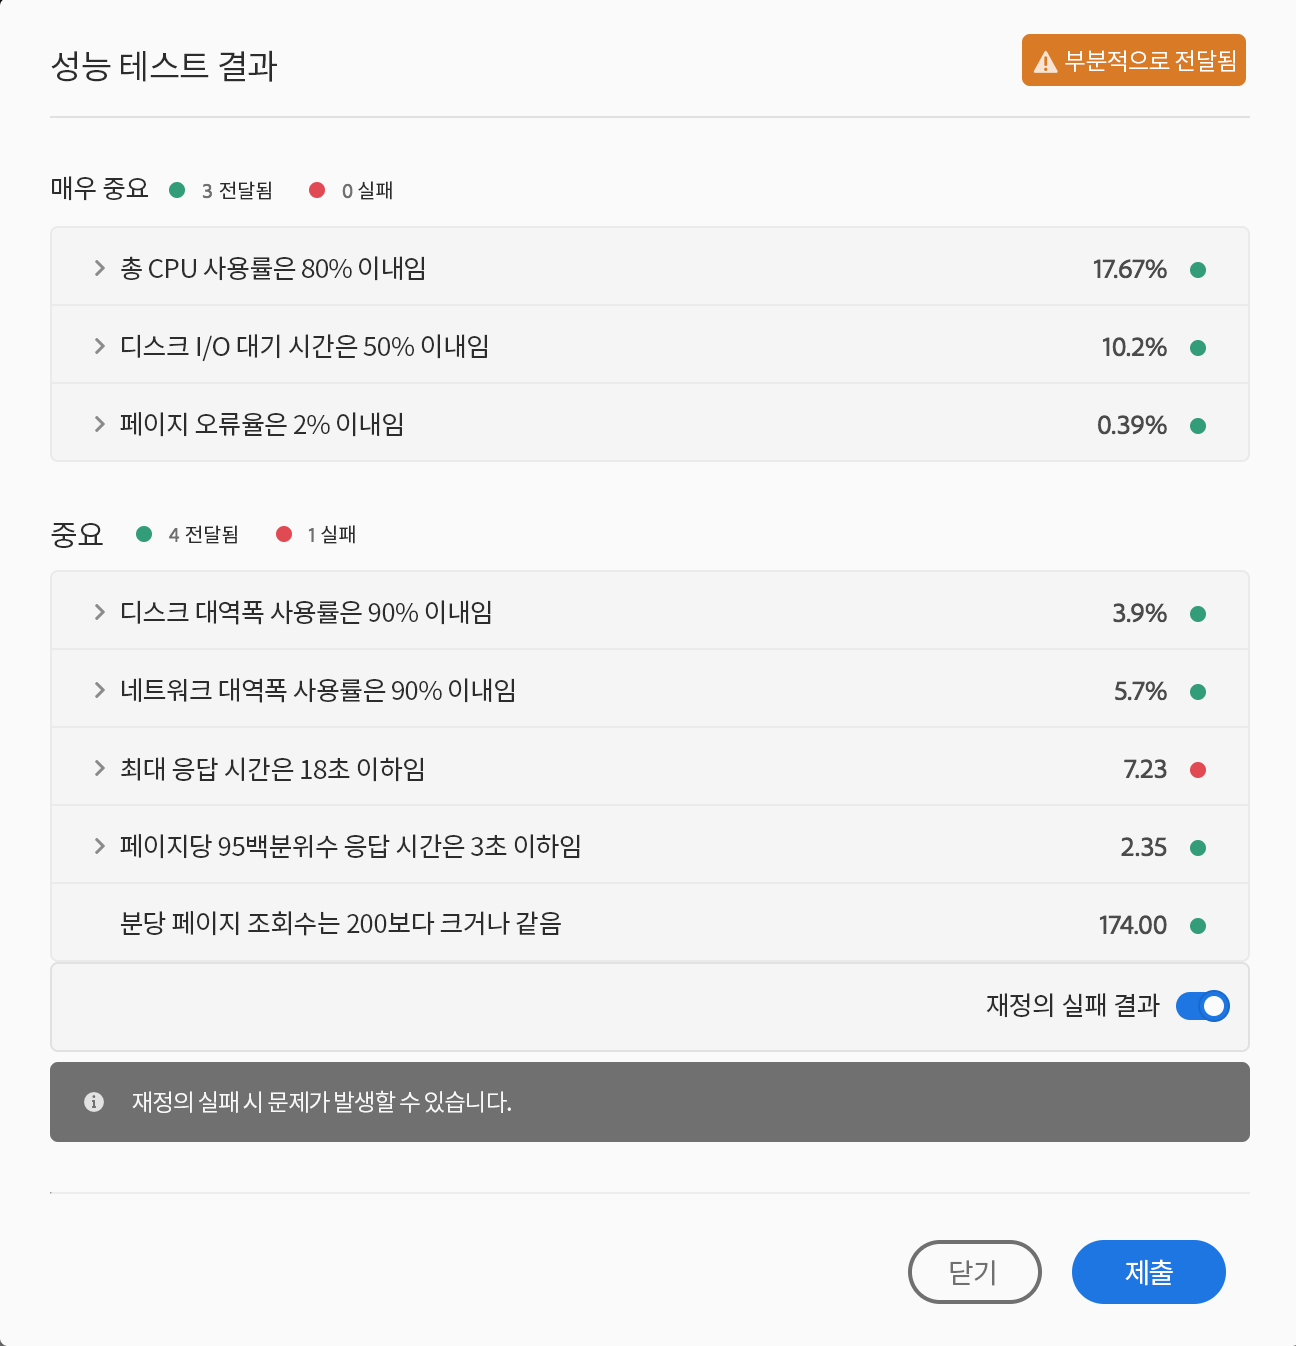 성능 테스트 결과
부분적으로 전달됨
매우 중요 3 전달됨 0 실패
총 CPU 사용률은 80% 이내임 17.67%
디스크 I/O 대기 시간은 50% 이내임 10.2%
페이지 오류율은 2% 이내임 0.39%
중요 4 전달됨 1 실패
디스크 대역폭 사용률은 90% 이내임 3.9%
네트워크 대역폭 사용률은 90% 이내임 5.7%
최대 응답 시간은 18초 이하임 7.23
페이지당 95백분위수 응답 시간은 3초 이하임 2.35
분당 페이지 조회수는 200보다 크거나 같음 174.00
재정의 실패 결과
재정의 실패 시 문제가 발생할 수 있습니다.
닫기 제출